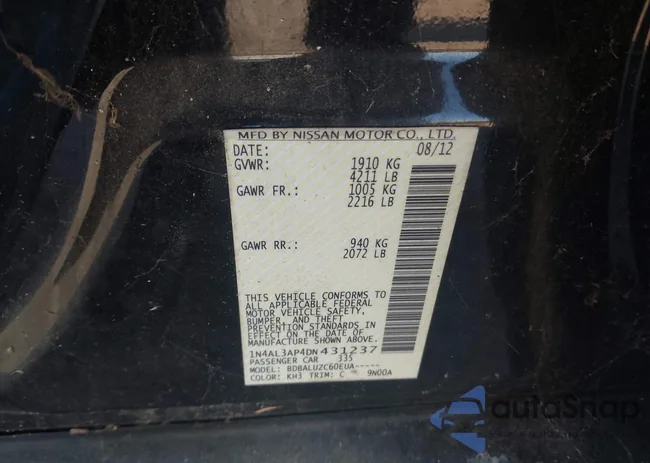 MFD BY NISSAN MOTOR CO., LTD.
DATE: 08/12
GVWR: 1910 KG
4211 LB
GAWR FR.: 1005 KG
2216 LB
GAWR RR.: 940 KG
2072 LB
THIS VEHICLE CONFORMS TO
ALL APPLICABLE FEDERAL
MOTOR VEHICLE SAFETY,
BUMPER, AND THEFT
PREVENTION STANDARDS IN
EFFECT ON THE DATE OF
MANUFACTURE SHOWN ABOVE.
1N4AL3AP4DN431237
PASSENGER CAR 335
MODEL: BDBALUZC60EUA-----
COLOR: KH3 TRIM: C 9N00A
autoSnap